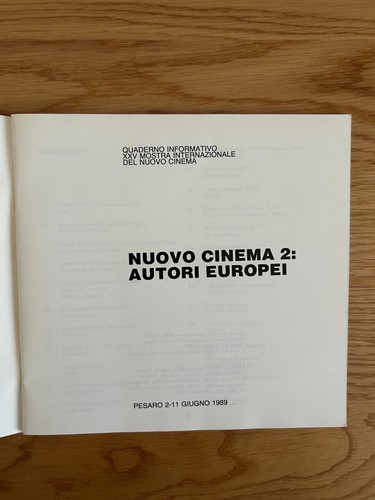 QUADERNO INFORMATIVO
XXV MOSTRA INTERNAZIONALE
DEL NUOVO CINEMA
NUOVO CINEMA 2:
AUTORI EUROPEI
PESARO 2-11 GIUGNO 1989